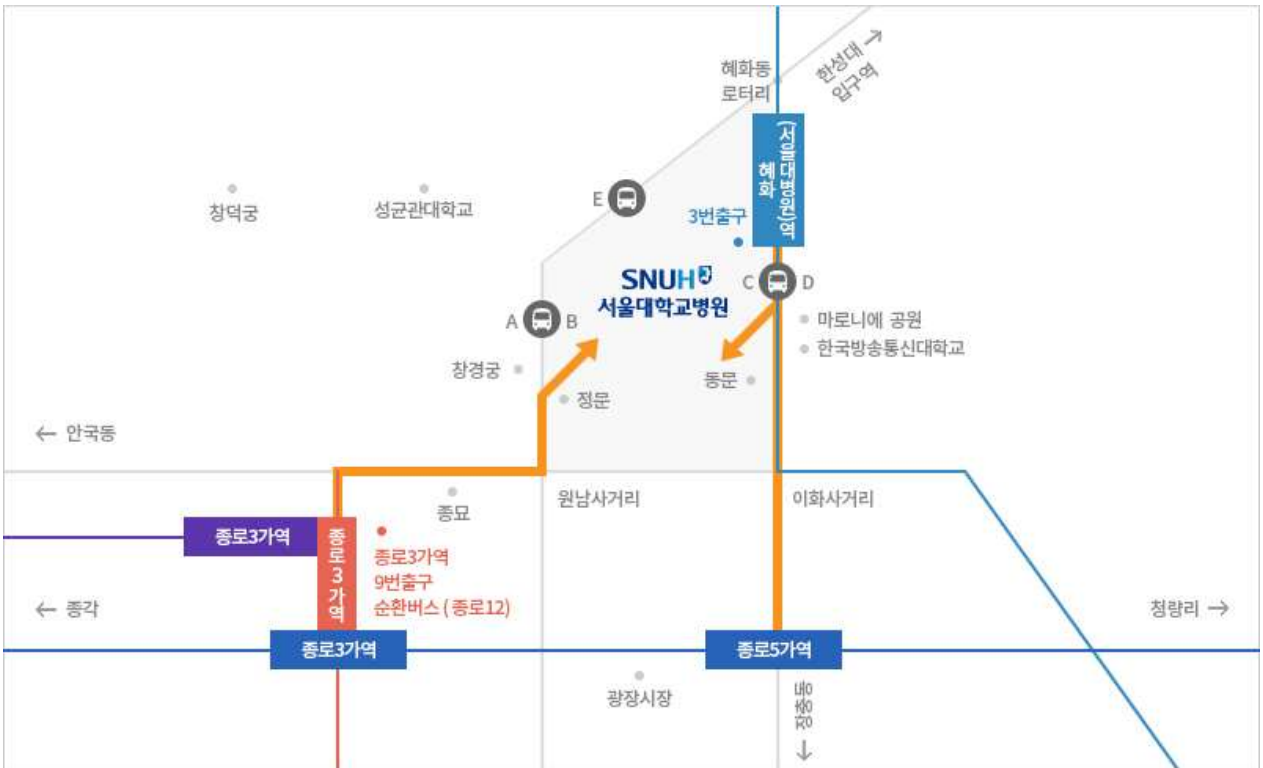 혜화동
로터리
한성대
입구역
(서울대병원)역
혜화
창덕궁
성균관대학교
E
3번출구
SNUH
서울대학교병원
C
D
A
B
마로니에 공원
한국방송통신대학교
창경궁
동문
정문
← 안국동
종묘
원남사거리
이화사거리
종로3가역
종로3가역
종로3가역
9번출구
순환버스 ( 종로12)
← 종각
청량리 →
종로3가역
종로5가역
광장시장
장충동 →